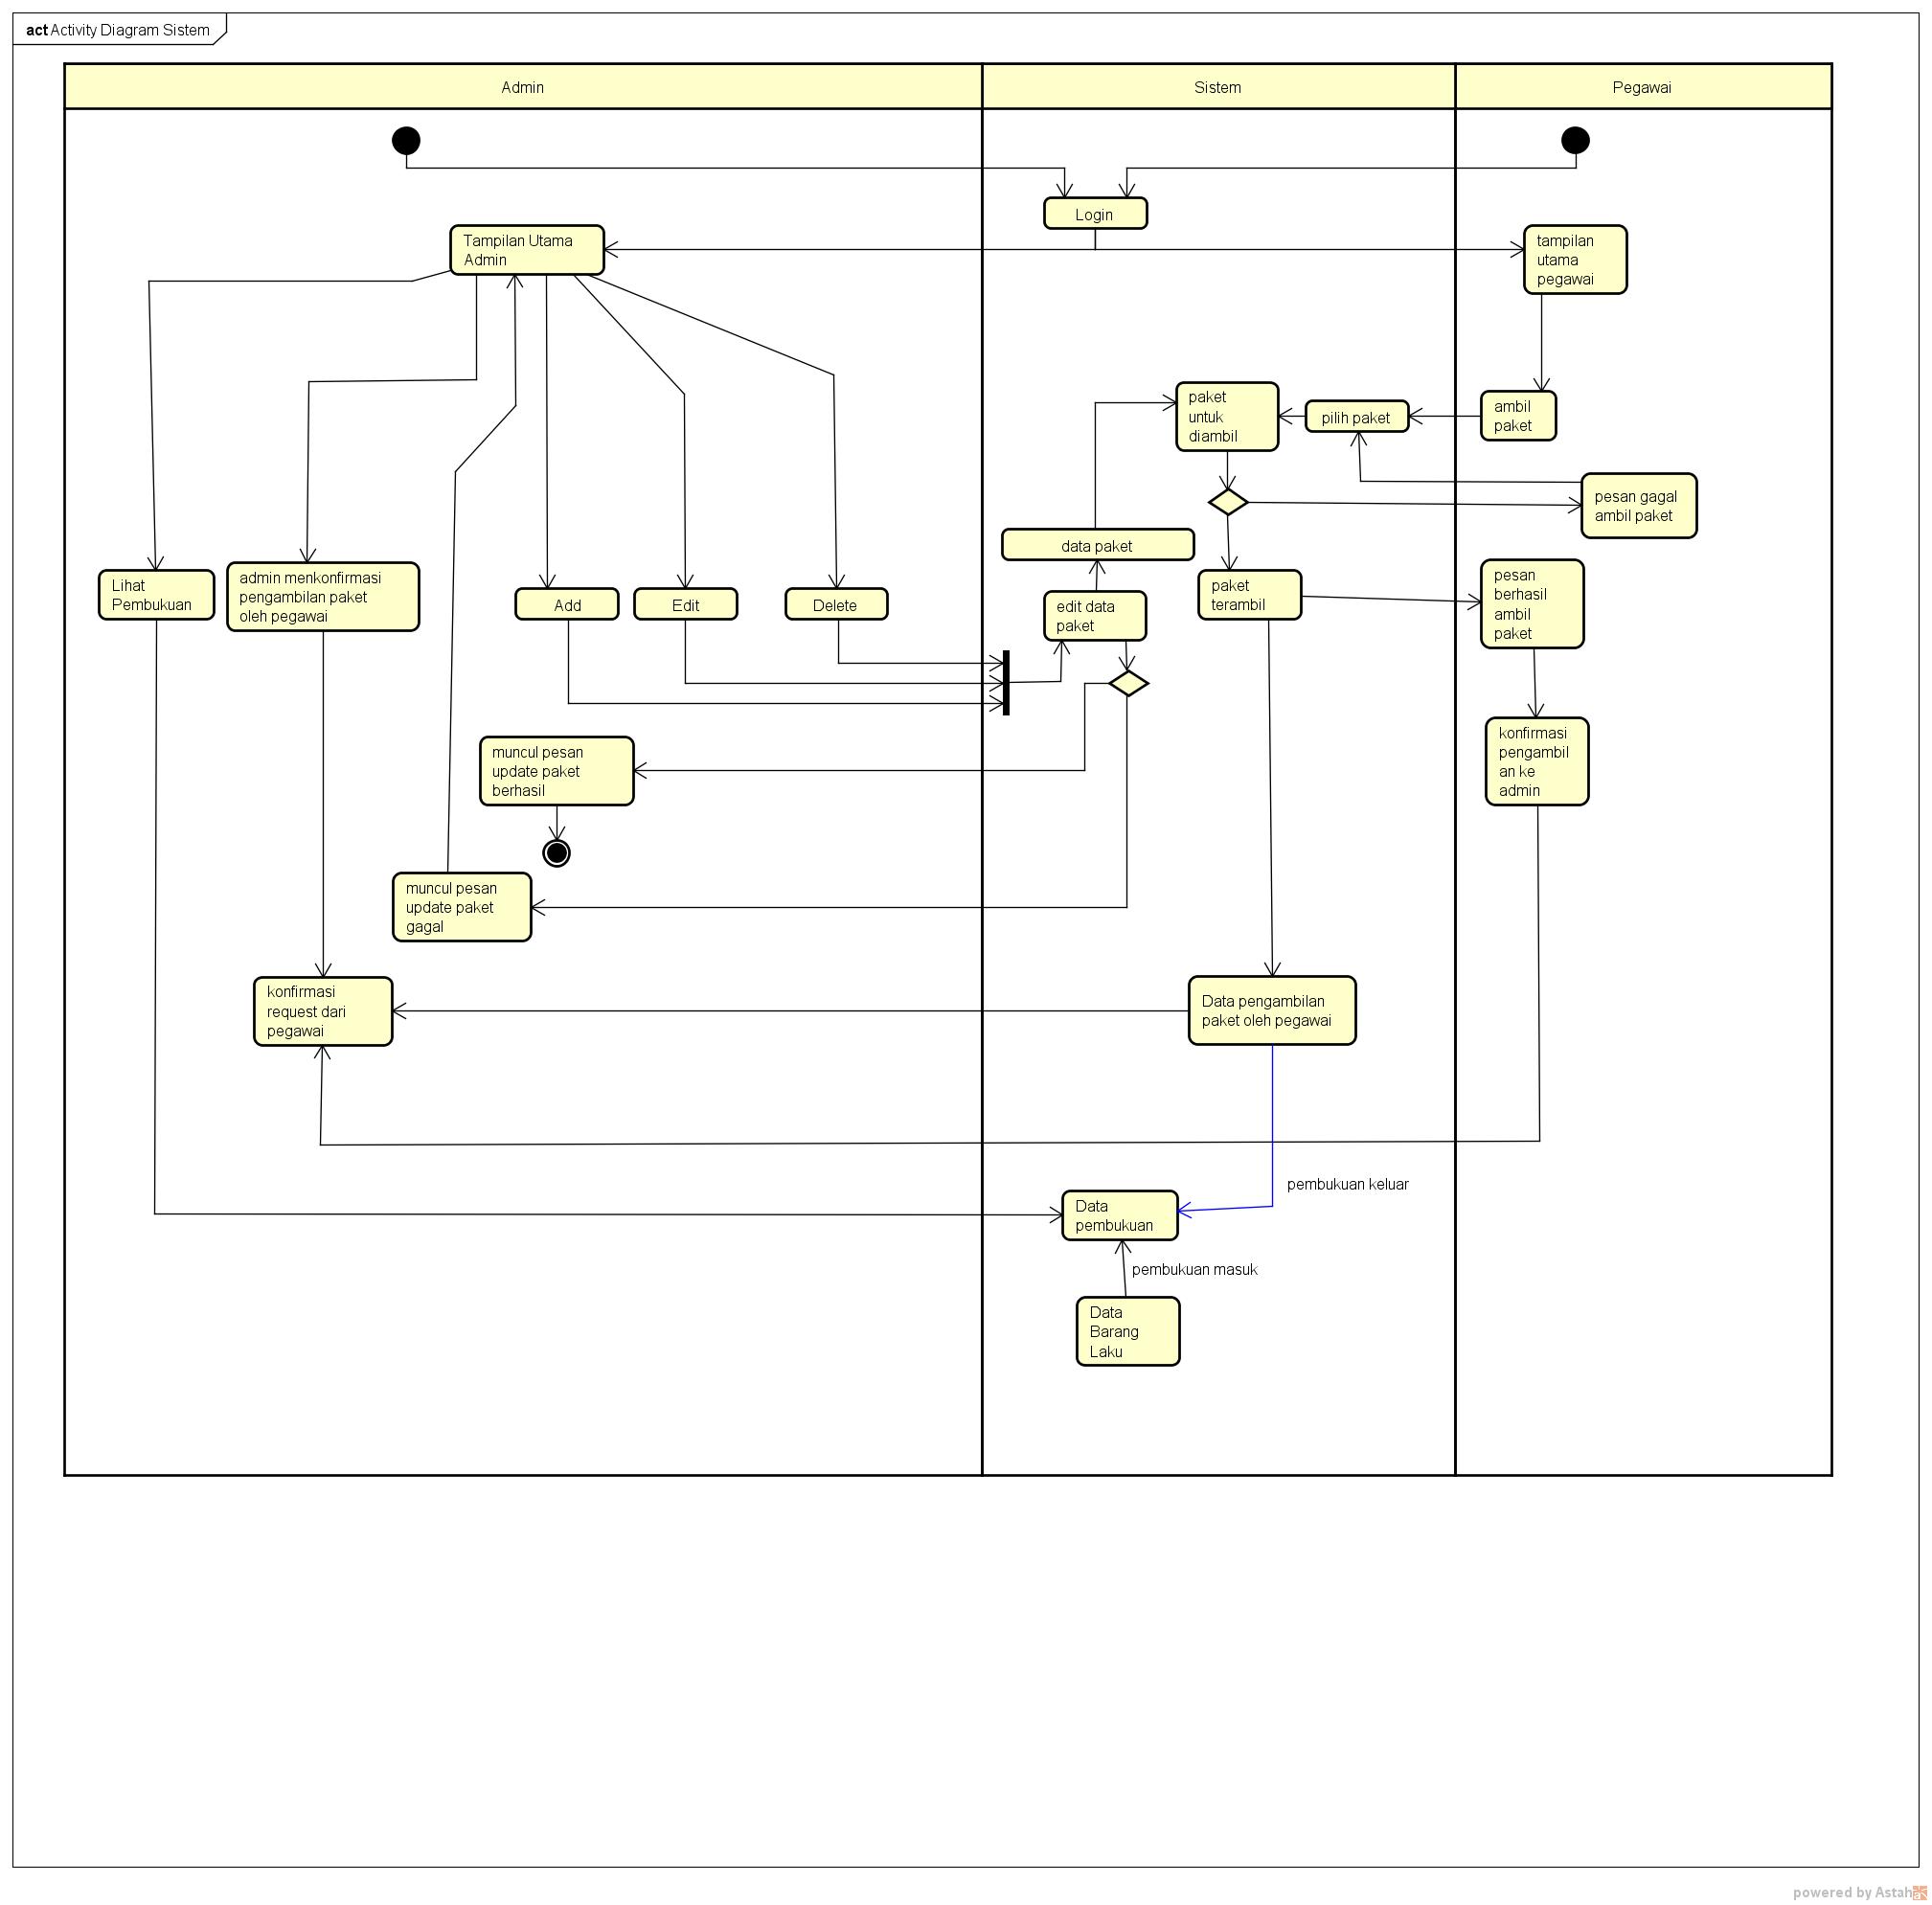 act Activity Diagram Sistem
Admin
Sistem
Pegawai
Login
Tampilan Utama
Admin
tampilan
utama
pegawai
paket
untuk
diambil
pilih paket
ambil
paket
pesan gagal
ambil paket
data paket
Lihat
Pembukuan
admin menkonfirmasi
pengambilan paket
oleh pegawai
Add
Edit
Delete
edit data
paket
paket
terambil
pesan
berhasil
ambil
paket
muncul pesan
update paket
berhasil
konfirmasi
pengambil
an ke
admin
muncul pesan
update paket
gagal
konfirmasi
request dari
pegawai
Data pengambilan
paket oleh pegawai
pembukuan keluar
Data
pembukuan
pembukuan masuk
Data
Barang
Laku
powered by Astah